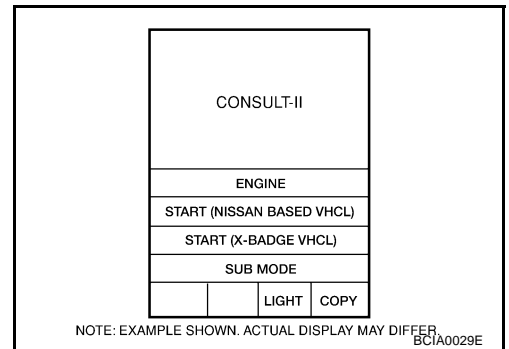 CONSULT-II
ENGINE
START (NISSAN BASED VHCL)
START (X-BADGE VHCL)
SUB MODE
LIGHT COPY
NOTE: EXAMPLE SHOWN. ACTUAL DISPLAY MAY DIFFER.
BCIA0029E